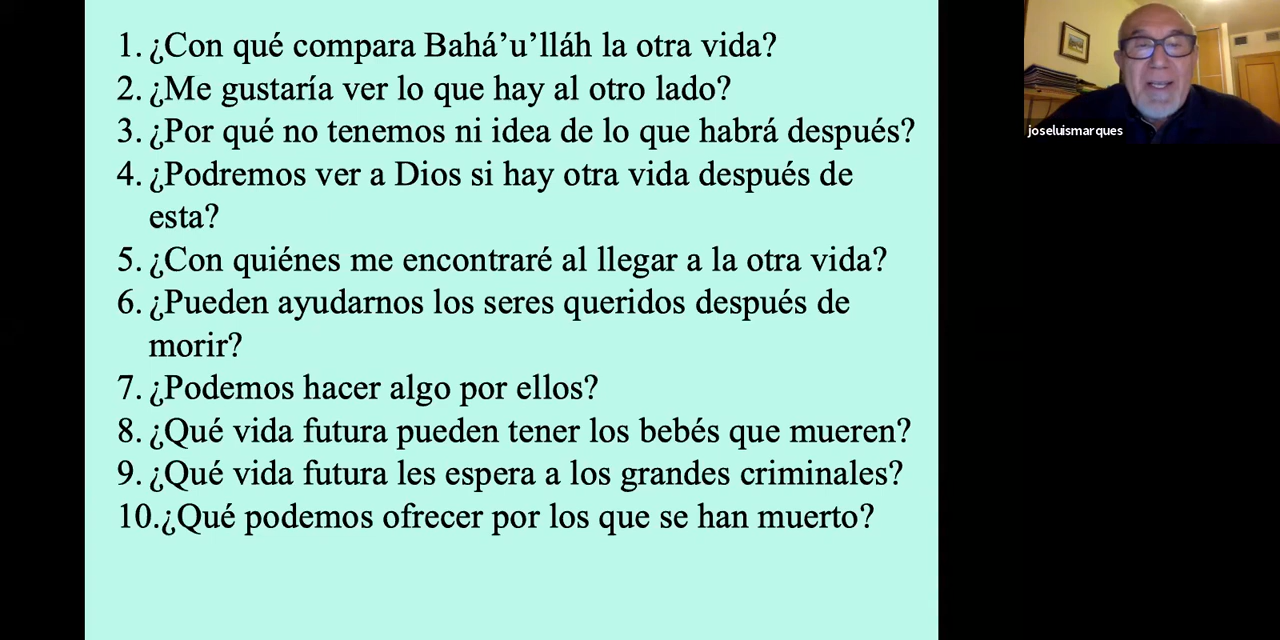 1. ¿Con qué compara Bahá’u’lláh la otra vida?
2. ¿Me gustaría ver lo que hay al otro lado?
3. ¿Por qué no tenemos ni idea de lo que habrá después?
4. ¿Podremos ver a Dios si hay otra vida después de
esta?
5. ¿Con quiénes me encontraré al llegar a la otra vida?
6. ¿Pueden ayudarnos los seres queridos después de
morir?
7. ¿Podemos hacer algo por ellos?
8. ¿Qué vida futura pueden tener los bebés que mueren?
9. ¿Qué vida futura les espera a los grandes criminales?
10.¿Qué podemos ofrecer por los que se han muerto?
joseluismarques